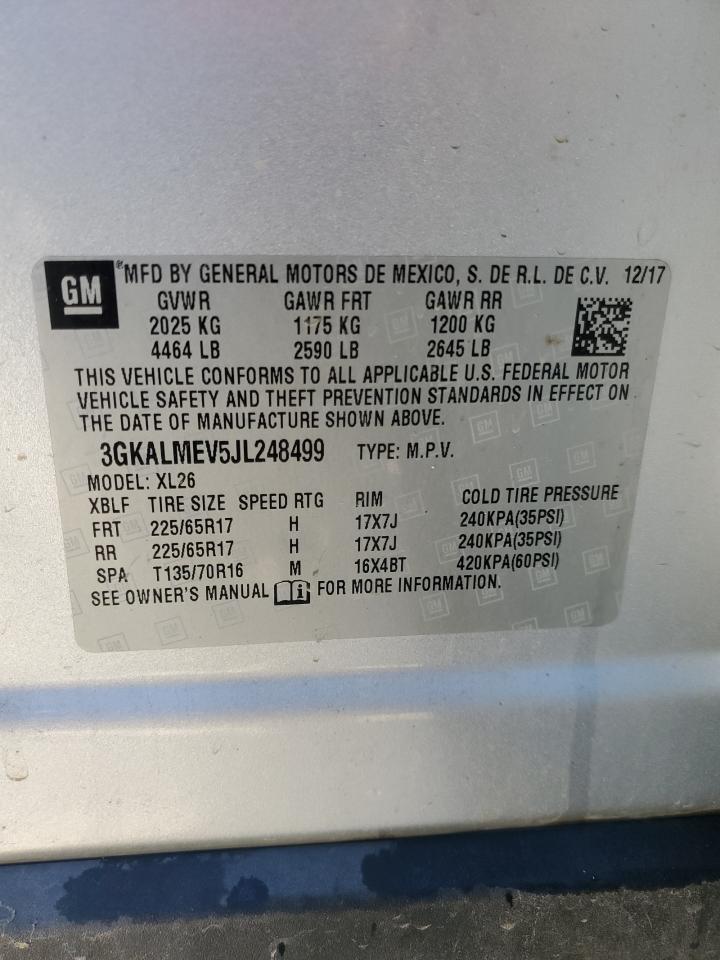 GM ® MFD BY GENERAL MOTORS DE MEXICO, S. DE R.L. DE C.V. 12/17
GVWR GAWR FRT GAWR RR
2025 KG 1175 KG 1200 KG
4464 LB 2590 LB 2645 LB
THIS VEHICLE CONFORMS TO ALL APPLICABLE U.S. FEDERAL MOTOR
VEHICLE SAFETY AND THEFT PREVENTION STANDARDS IN EFFECT ON
THE DATE OF MANUFACTURE SHOWN ABOVE.
3GKALMEV5JL248499 TYPE: M.P.V.
MODEL: XL26
XBLF TIRE SIZE SPEED RTG RIM COLD TIRE PRESSURE
FRT 225/65R17 H 17X7J 240KPA(35PSI)
RR 225/65R17 H 17X7J 240KPA(35PSI)
SPA T135/70R16 M 16X4BT 420KPA(60PSI)
SEE OWNER'S MANUAL i FOR MORE INFORMATION.